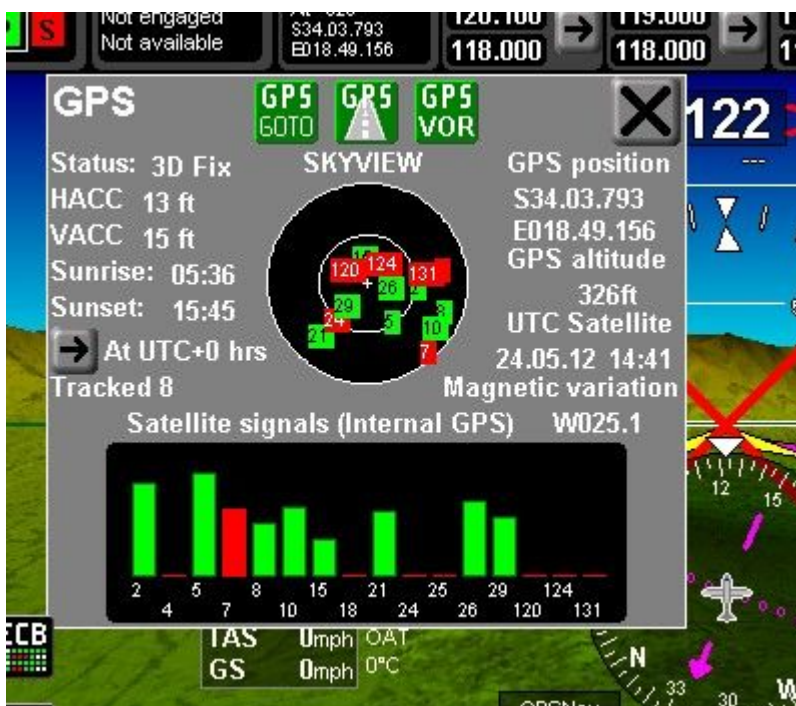 Not engaged
Not available
S34.03.793
E018.49.156
118.000
118.000
S
GPS
GPS
GOTO
GPS
GPS
VOR
122
Status: 3D Fix
SKYVIEW
GPS position
HACC 13 ft
S34.03.793
VACC 15 ft
E018.49.156
GPS altitude
Sunrise: 05:36
326ft
Sunset: 15:45
UTC Satellite
At UTC+0 hrs
24.05.12 14:41
Tracked 8
Magnetic variation
120
124
131
26
29
24
5
10
21
7
Satellite signals (Internal GPS) W025.1
2 5 8 15 21 25 29 124
4 7 10 18 24 26 120 131
12
15
TAS 0mph OAT
GS 0mph 0°C
N
33
30
W